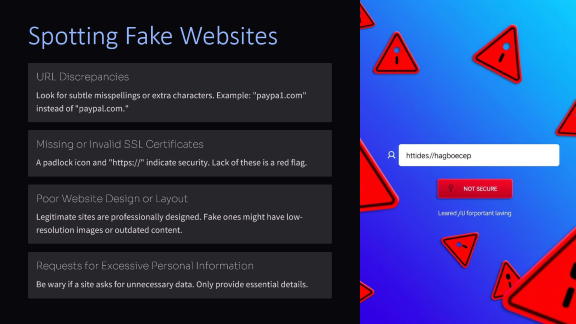 Spotting Fake Websites
URL Discrepancies
Look for subtle misspellings or extra characters. Example: "paypa1.com"
instead of "paypal.com."
Missing or Invalid SSL Certificates
A padlock icon and "https://" indicate security. Lack of these is a red flag.
Poor Website Design or Layout
Legitimate sites are professionally designed. Fake ones might have low-
resolution images or outdated content.
Requests for Excessive Personal Information
Be wary if a site asks for unnecessary data. Only provide essential details.
httides//hagboecep
NOT SECURE
Leared /U forportant laving